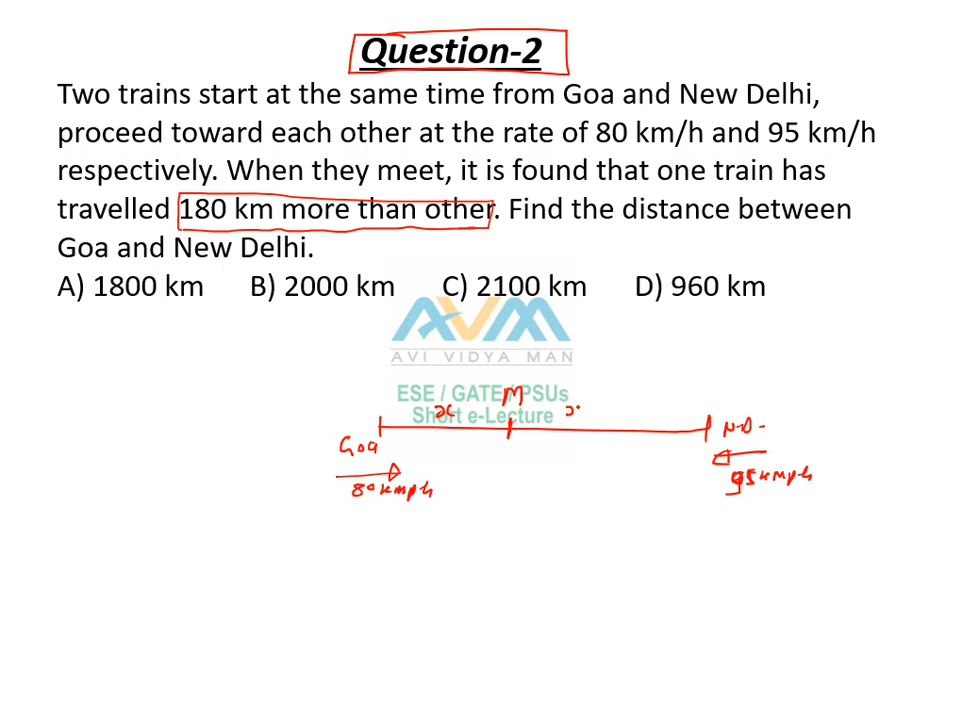 Question-2
Two trains start at the same time from Goa and New Delhi,
proceed toward each other at the rate of 80 km/h and 95 km/h
respectively. When they meet, it is found that one train has
travelled 180 km more than other. Find the distance between
Goa and New Delhi.
A) 1800 km B) 2000 km C) 2100 km D) 960 km
AVM
AVI VIDYA MAN
ESE / GATE / PSUs
Short e-Lecture
M
x
Goa
N.D.
80 kmph
95 kmph